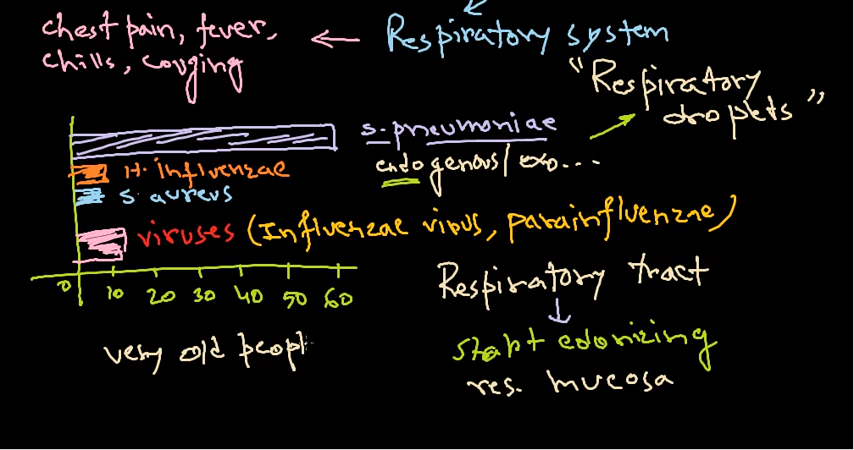 chest pain, fever,
chills, couging
← Respiratory system
"Respiratory
droplets"
S. pneumoniae
endogenous/ exo...
H. influenzae
S. aureus
viruses (Influenzae virus, parainfluenzae)
0 10 20 30 40 50 60
Respiratory tract
↓
start colonizing
res. mucosa
very old peopl